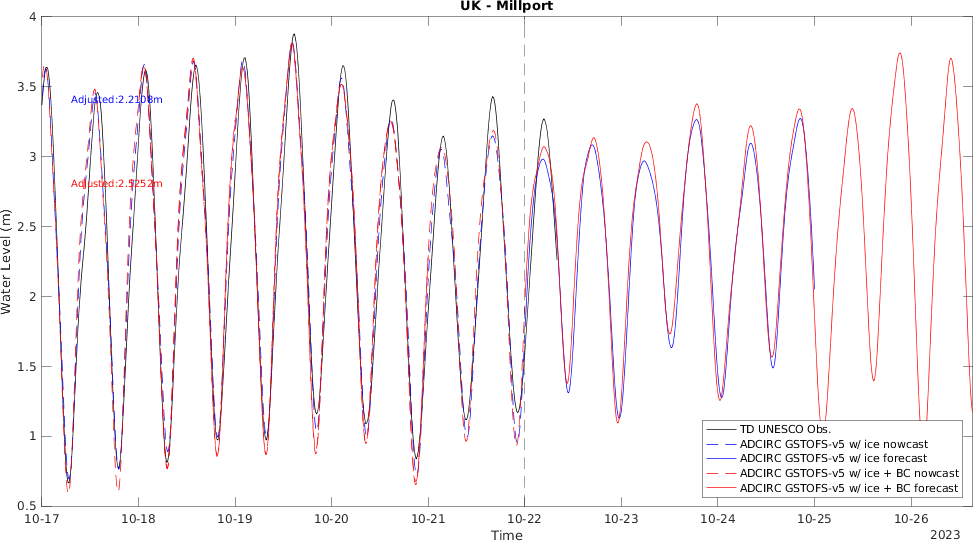 UK - Millport
4
3.5
3
2.5
2
1.5
1
0.5
Water Level (m)
Adjusted:2.2108m
Adjusted:2.5252m
TD UNESCO Obs.
ADCIRC GSTOFS-v5 w/ ice nowcast
ADCIRC GSTOFS-v5 w/ ice forecast
ADCIRC GSTOFS-v5 w/ ice + BC nowcast
ADCIRC GSTOFS-v5 w/ ice + BC forecast
10-17 10-18 10-19 10-20 10-21 10-22 10-23 10-24 10-25 10-26
Time
2023